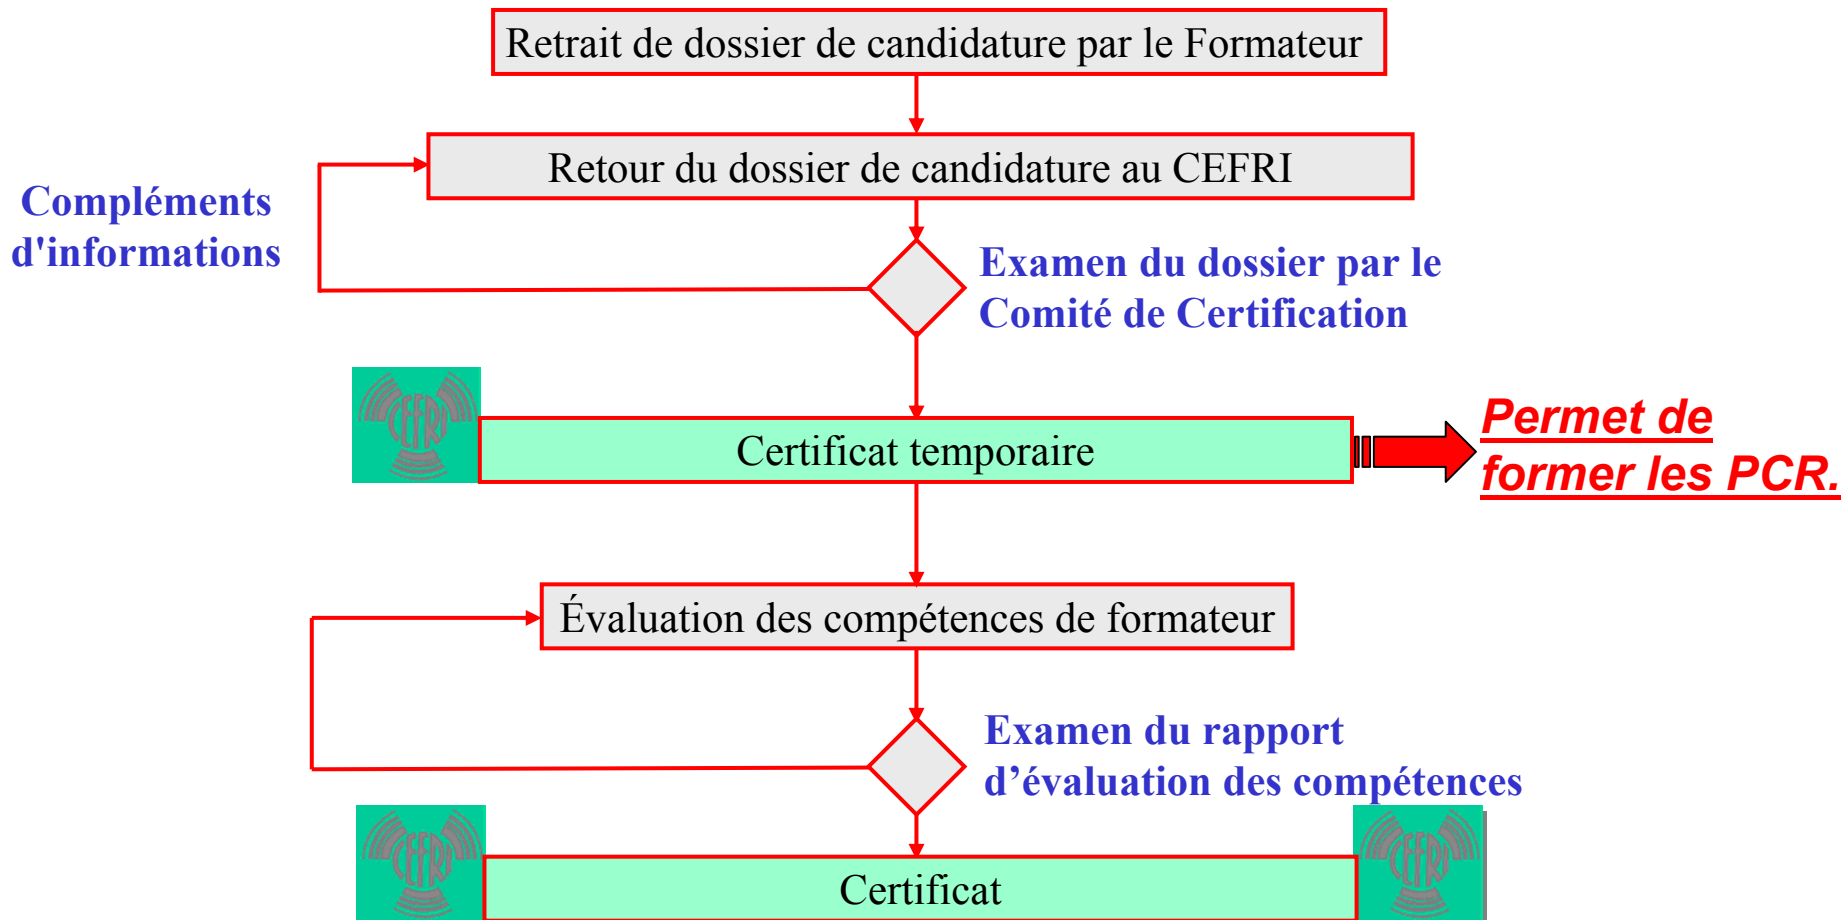 Retrait de dossier de candidature par le Formateur
Retour du dossier de candidature au CEFRI
Compléments
d'informations
Examen du dossier par le
Comité de Certification
CEFRI
Certificat temporaire
Permet de
former les PCR.
Évaluation des compétences de formateur
Examen du rapport
d’évaluation des compétences
CEFRI
Certificat
CEFRI